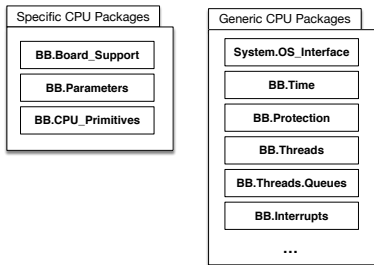 Specific CPU Packages
BB.Board_Support
BB.Parameters
BB.CPU_Primitives
Generic CPU Packages
System.OS_Interface
BB.Time
BB.Protection
BB.Threads
BB.Threads.Queues
BB.Interrupts
...